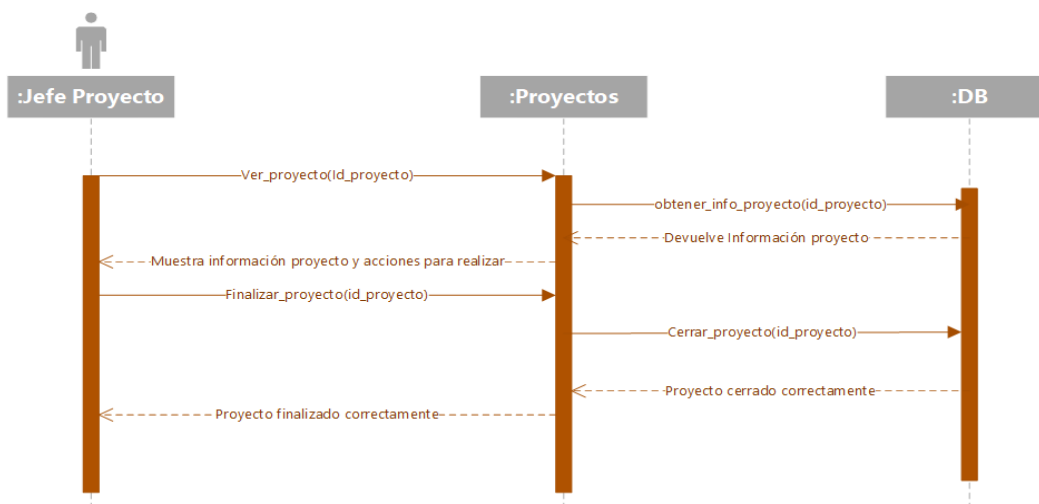 :Jefe Proyecto
:Proyectos
:DB
Ver_proyecto(Id_proyecto)
obtener_info_proyecto(id_proyecto)
Devuelve Información proyecto
Muestra información proyecto y acciones para realizar
Finalizar_proyecto(id_proyecto)
Cerrar_proyecto(id_proyecto)
Proyecto cerrado correctamente
Proyecto finalizado correctamente